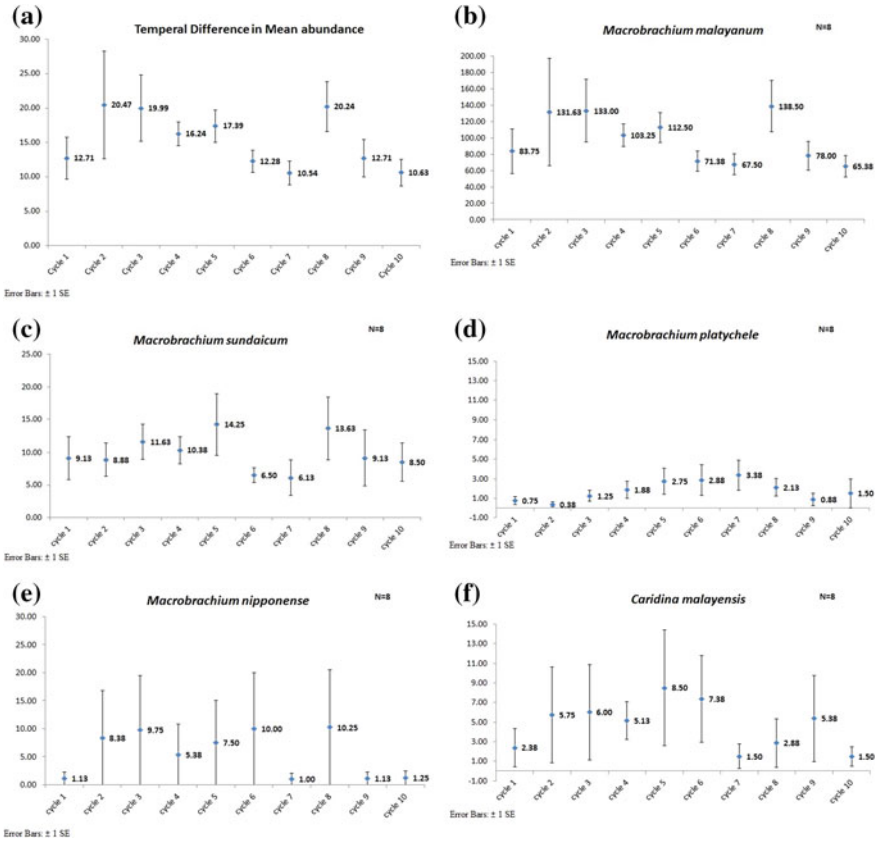 (a)
Temperal Difference in Mean abundance
30.00
25.00
20.00
15.00
10.00
5.00
0.00
12.71
20.47
19.99
16.24
17.39
12.28
10.54
20.24
12.71
10.63
Cycle 1
Cycle 2
Cycle 3
Cycle 4
Cycle 5
Cycle 6
Cycle 7
Cycle 8
Cycle 9
Cycle 10
Error Bars: ± 1 SE
(b)
Macrobrachium malayanum
N=8
200.00
180.00
160.00
140.00
120.00
100.00
80.00
60.00
40.00
20.00
0.00
83.75
131.63
133.00
103.25
112.50
71.38
67.50
138.50
78.00
65.38
cycle 1
cycle 2
cycle 3
cycle 4
cycle 5
cycle 6
cycle 7
cycle 8
cycle 9
cycle 10
Error Bars: ± 1 SE
(c)
Macrobrachium sundaicum
N=8
25.00
20.00
15.00
10.00
5.00
0.00
9.13
8.88
11.63
10.38
14.25
6.50
6.13
13.63
9.13
8.50
cycle 1
cycle 2
cycle 3
cycle 4
cycle 5
cycle 6
cycle 7
cycle 8
cycle 9
cycle 10
Error Bars: ± 1 SE
(d)
Macrobrachium platychele
N=8
15.00
13.00
11.00
9.00
7.00
5.00
3.00
1.00
-1.00
0.75
0.38
1.25
1.88
2.75
2.88
3.38
2.13
0.88
1.50
cycle 1
cycle 2
cycle 3
cycle 4
cycle 5
cycle 6
cycle 7
cycle 8
cycle 9
cycle 10
Error Bars: ± 1 SE
(e)
Macrobrachium nipponense
N=8
30.00
25.00
20.00
15.00
10.00
5.00
0.00
1.13
8.38
9.75
5.38
7.50
10.00
1.00
10.25
1.13
1.25
cycle 1
cycle 2
cycle 3
cycle 4
cycle 5
cycle 6
cycle 7
cycle 8
cycle 9
cycle 10
Error Bars: ± 1 SE
(f)
Caridina malayensis
N=8
15.00
13.00
11.00
9.00
7.00
5.00
3.00
1.00
-1.00
2.38
5.75
6.00
5.13
8.50
7.38
1.50
2.88
5.38
1.50
cycle 1
cycle 2
cycle 3
cycle 4
cycle 5
cycle 6
cycle 7
cycle 8
cycle 9
cycle 10
Error Bars: ± 1 SE